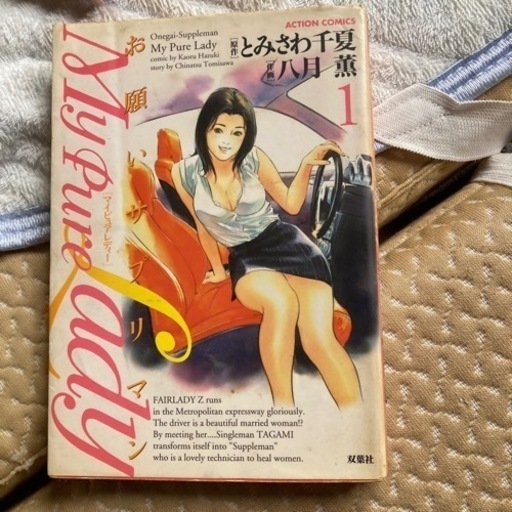 ACTION COMICS
Onegai-Suppleman
My Pure Lady
comic by Kaoru Hazuki
story by Chinatsu Tomisawa
[原作]とみさわ千夏
[作画]八月 薫
1
お願いサプリマン
My Pure Lady
[マイ・ピュア・レディー]
FAIRLADY Z runs
in the Metropolitan expressway gloriously.
The driver is a beautiful married woman!?
By meeting her....Singleman TAGAMI
transforms itself into "Suppleman"
who is a lovely technician to heal women.
双葉社